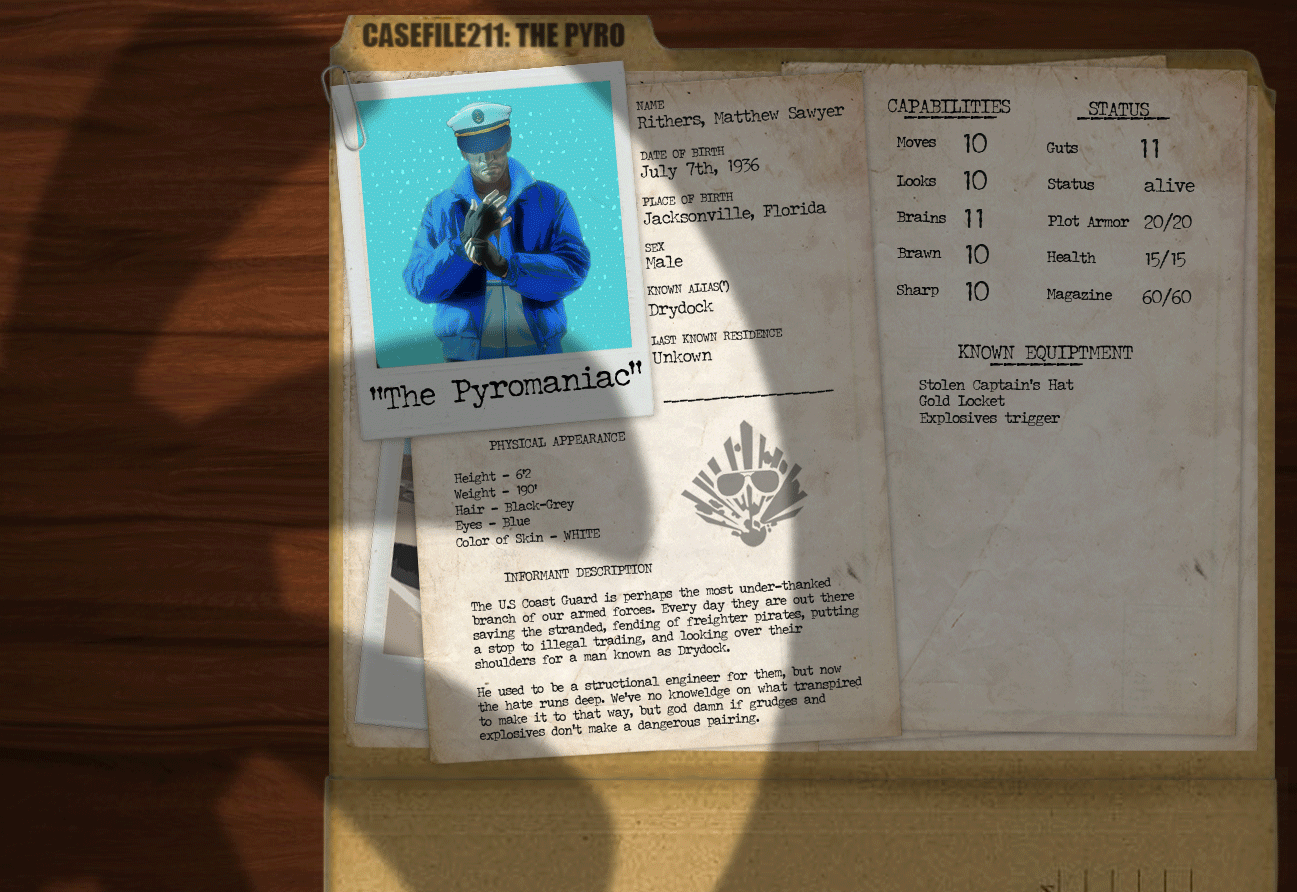 CASEFILE211: THE PYRO
"The Pyromaniac"
NAME
Rithers, Matthew Sawyer
DATE OF BIRTH
July 7th, 1936
PLACE OF BIRTH
Jacksonville, Florida
SEX
Male
KNOWN ALIAS(')
Drydock
LAST KNOWN RESIDENCE
Unkown
PHYSICAL APPEARANCE
Height - 6'2
Weight - 190'
Hair - Black-Grey
Eyes - Blue
Color of Skin - WHITE
INFORMANT DESCRIPTION
The U.S Coast Guard is perhaps the most under-thanked
branch of our armed forces. Every day they are out there
saving the stranded, fending of freighter pirates, putting
a stop to illegal trading, and looking over their
shoulders for a man known as Drydock.
He used to be a structional engineer for them, but now
the hate runs deep. We've no knoweldge on what transpired
to make it to that way, but god damn if grudges and
explosives don't make a dangerous pairing.
CAPABILITIES
Moves 10
Looks 10
Brains 11
Brawn 10
Sharp 10
STATUS
Guts 11
Status alive
Plot Armor 20/20
Health 15/15
Magazine 60/60
KNOWN EQUIPTMENT
Stolen Captain's Hat
Gold Locket
Explosives trigger